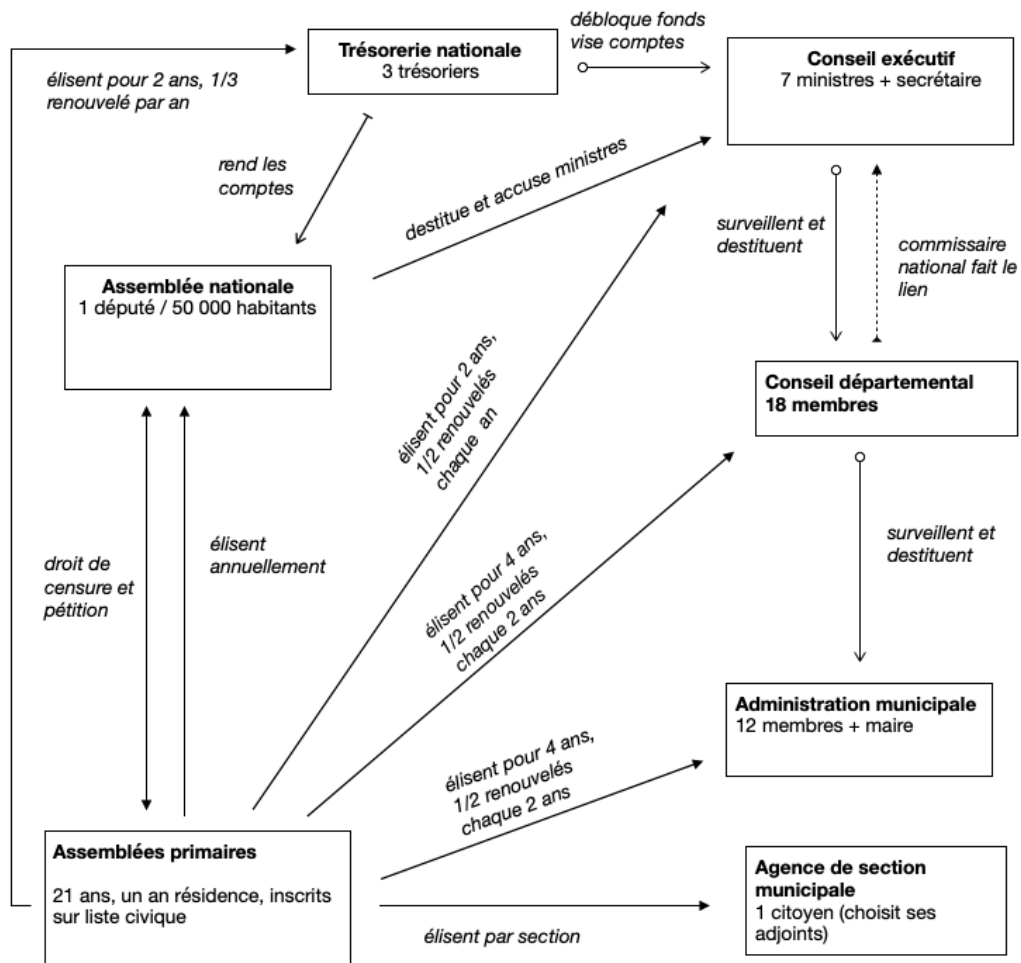 Trésorerie nationale
3 trésoriers
débloque fonds
vise comptes
Conseil exécutif
7 ministres + secrétaire
élisent pour 2 ans, 1/3
renouvelé par an
rend les
comptes
destitue et accuse ministres
surveillent et
destituent
commissaire
national fait le
lien
Assemblée nationale
1 député / 50 000 habitants
élisent pour 2 ans,
1/2 renouvelés
chaque an
Conseil départemental
18 membres
droit de
censure et
pétition
élisent
annuellement
élisent pour 4 ans,
1/2 renouvelés
chaque 2 ans
surveillent et
destituent
Administration municipale
12 membres + maire
élisent pour 4 ans,
1/2 renouvelés
chaque 2 ans
Assemblées primaires
21 ans, un an résidence, inscrits
sur liste civique
élisent par section
Agence de section
municipale
1 citoyen (choisit ses
adjoints)